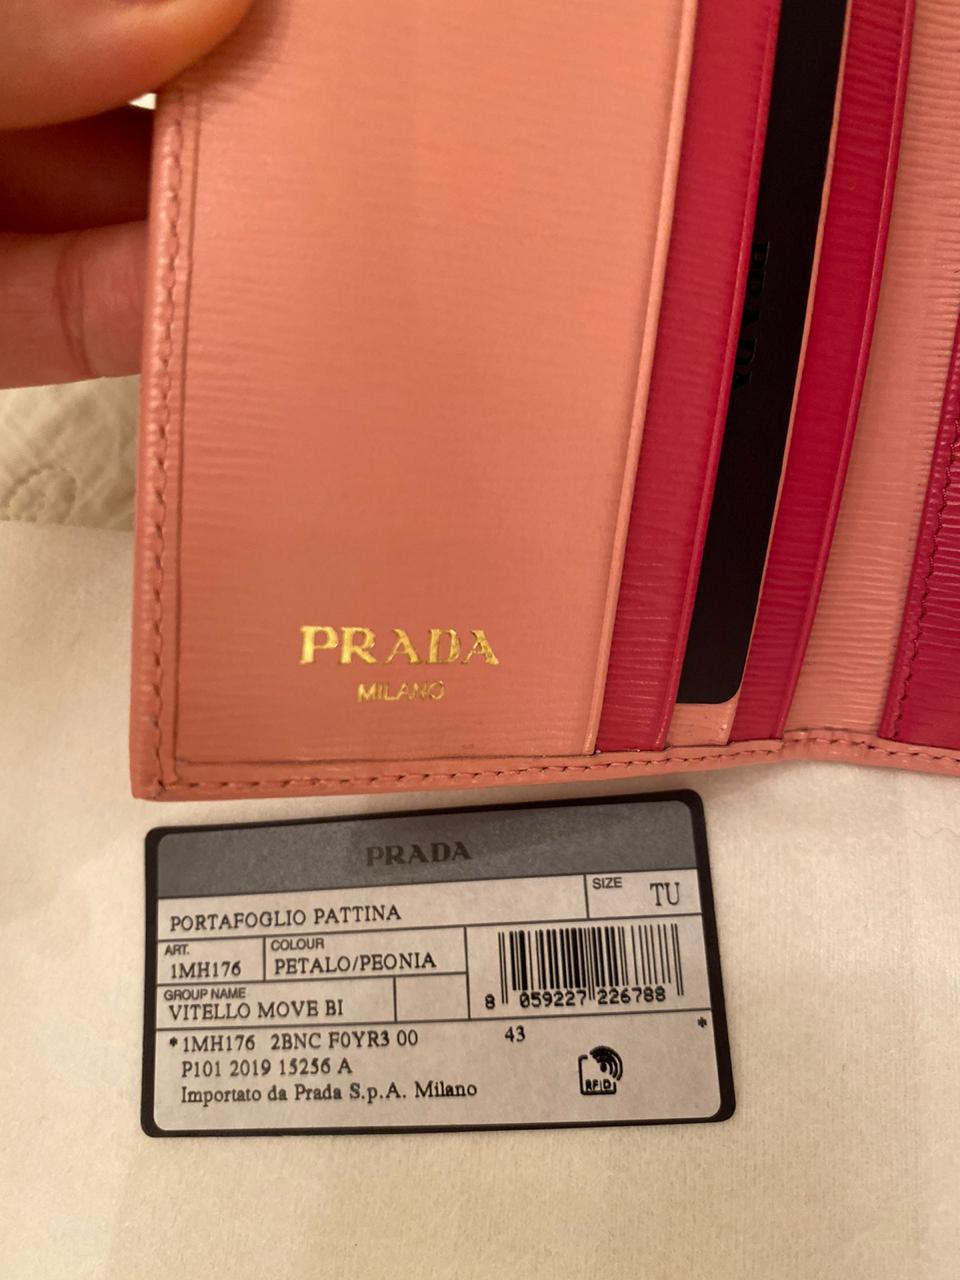 PRADA
PRADA
MILANO
PRADA
SIZE TU
PORTAFOGLIO PATTINA
ART. COLOUR
1MH176 PETALO/PEONIA
GROUP NAME
VITELLO MOVE BI
8 059227 226788
*1MH176 2BNC F0YR3 00 43 *
P101 2019 15256 A
Importato da Prada S.p.A. Milano
RFID